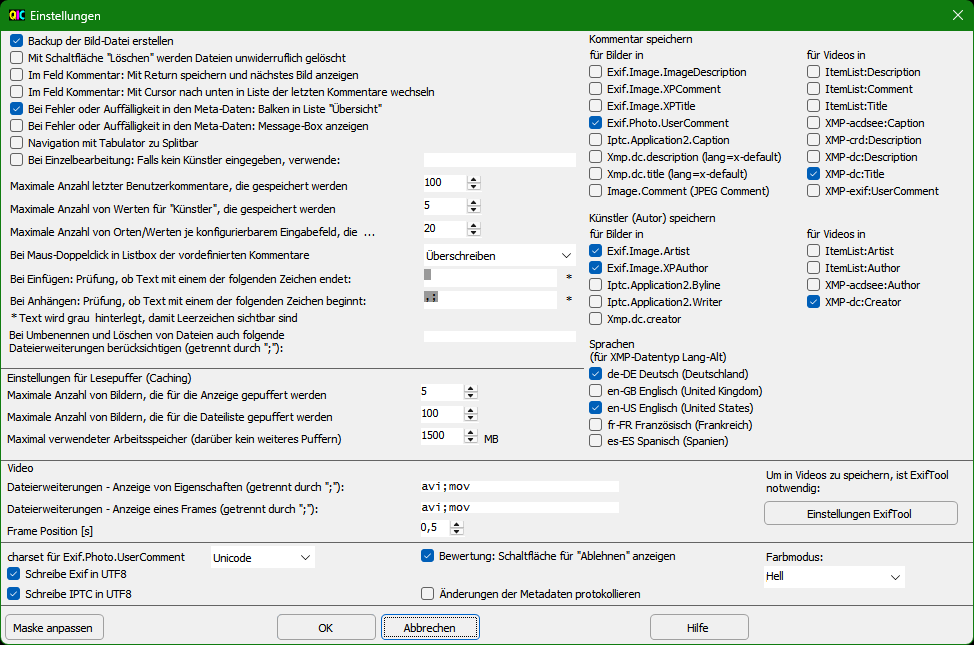 QIC Einstellungen
Backup der Bild-Datei erstellen
Mit Schaltfläche "Löschen" werden Dateien unwiderruflich gelöscht
Im Feld Kommentar: Mit Return speichern und nächstes Bild anzeigen
Im Feld Kommentar: Mit Cursor nach unten in Liste der letzten Kommentare wechseln
Bei Fehler oder Auffälligkeit in den Meta-Daten: Balken in Liste "Übersicht"
Bei Fehler oder Auffälligkeit in den Meta-Daten: Message-Box anzeigen
Navigation mit Tabulator zu Splitbar
Bei Einzelbearbeitung: Falls kein Künstler eingegeben, verwende:
Maximale Anzahl letzter Benutzerkommentare, die gespeichert werden 100
Maximale Anzahl von Werten für "Künstler", die gespeichert werden 5
Maximale Anzahl von Orten/Werten je konfigurierbarem Eingabefeld, die ... 20
Bei Maus-Doppelclick in Listbox der vordefinierten Kommentare Überschreiben
Bei Einfügen: Prüfung, ob Text mit einem der folgenden Zeichen endet: *
Bei Anhängen: Prüfung, ob Text mit einem der folgenden Zeichen beginnt: ,; *
* Text wird grau hinterlegt, damit Leerzeichen sichtbar sind
Bei Umbenennen und Löschen von Dateien auch folgende
Dateierweiterungen berücksichtigen (getrennt durch ";"):
Kommentar speichern
für Bilder in
Exif.Image.ImageDescription
Exif.Image.XPComment
Exif.Image.XPTitle
Exif.Photo.UserComment
Iptc.Application2.Caption
Xmp.dc.description (lang=x-default)
Xmp.dc.title (lang=x-default)
Image.Comment (JPEG Comment)
für Videos in
ItemList:Description
ItemList:Comment
ItemList:Title
XMP-acdsee:Caption
XMP-crd:Description
XMP-dc:Description
XMP-dc:Title
XMP-exif:UserComment
Künstler (Autor) speichern
für Bilder in
Exif.Image.Artist
Exif.Image.XPAuthor
Iptc.Application2.Byline
Iptc.Application2.Writer
Xmp.dc.creator
für Videos in
ItemList:Artist
ItemList:Author
XMP-acdsee:Author
XMP-dc:Creator
Sprachen
(für XMP-Datentyp Lang-Alt)
de-DE Deutsch (Deutschland)
en-GB Englisch (United Kingdom)
en-US Englisch (United States)
fr-FR Französisch (Frankreich)
es-ES Spanisch (Spanien)
Einstellungen für Lesepuffer (Caching)
Maximale Anzahl von Bildern, die für die Anzeige gepuffert werden 5
Maximale Anzahl von Bildern, die für die Dateiliste gepuffert werden 100
Maximal verwendeter Arbeitsspeicher (darüber kein weiteres Puffern) 1500 MB
Video
Dateierweiterungen - Anzeige von Eigenschaften (getrennt durch ";"): avi;mov
Dateierweiterungen - Anzeige eines Frames (getrennt durch ";"): avi;mov
Frame Position [s] 0,5
Um in Videos zu speichern, ist ExifTool
notwendig:
Einstellungen ExifTool
charset für Exif.Photo.UserComment Unicode
Schreibe Exif in UTF8
Schreibe IPTC in UTF8
Bewertung: Schaltfläche für "Ablehnen" anzeigen
Änderungen der Metadaten protokollieren
Farbmodus:
Hell
Maske anpassen OK Abbrechen Hilfe